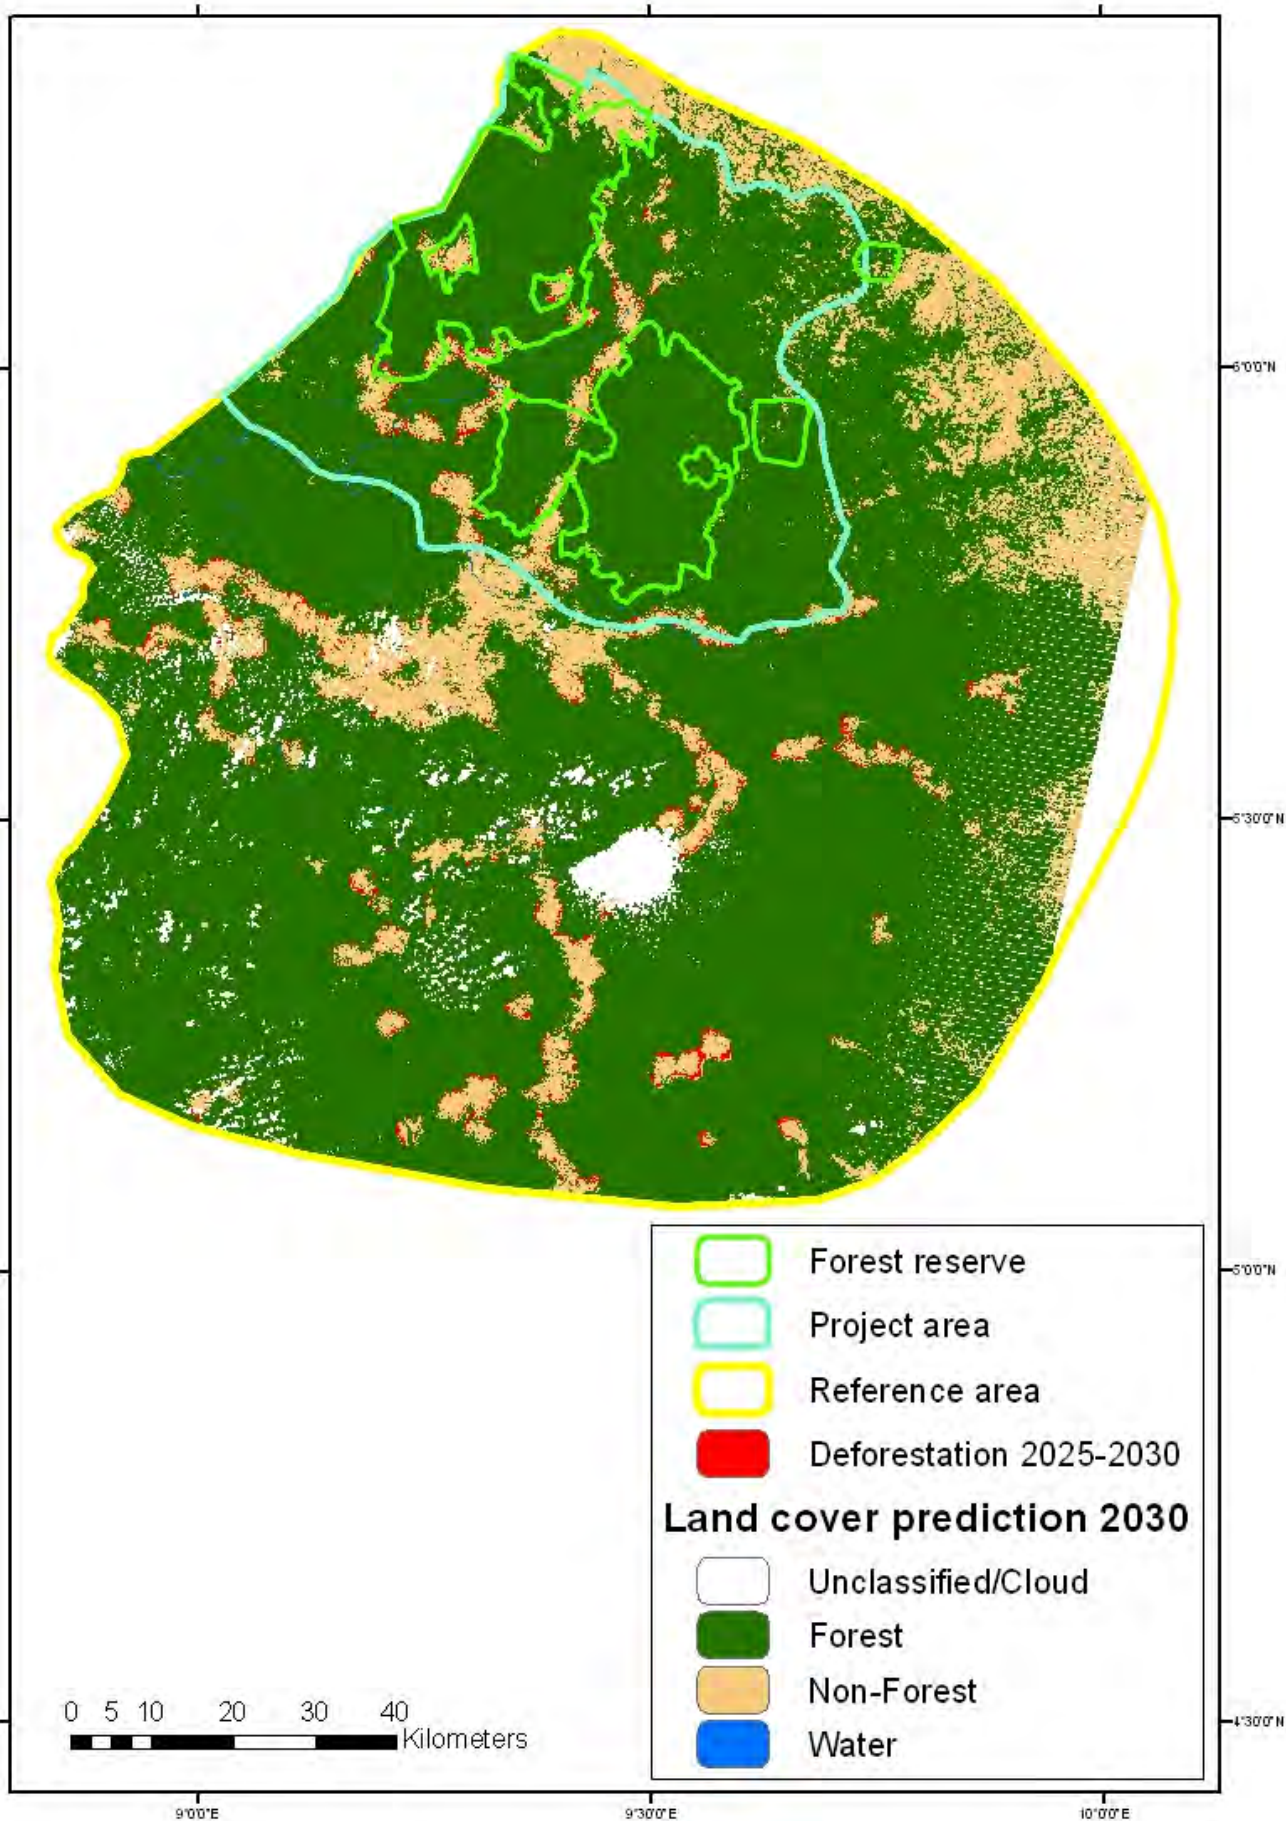 6°0'0"N
5°30'0"N
Forest reserve
5°0'0"N
Project area
Reference area
Deforestation 2025-2030
Land cover prediction 2030
Unclassified/Cloud
Forest
Non-Forest
0 5 10 20 30 40
Kilometers
4°30'0"N
Water
9°0'0"E 9°30'0"E 10°0'0"E